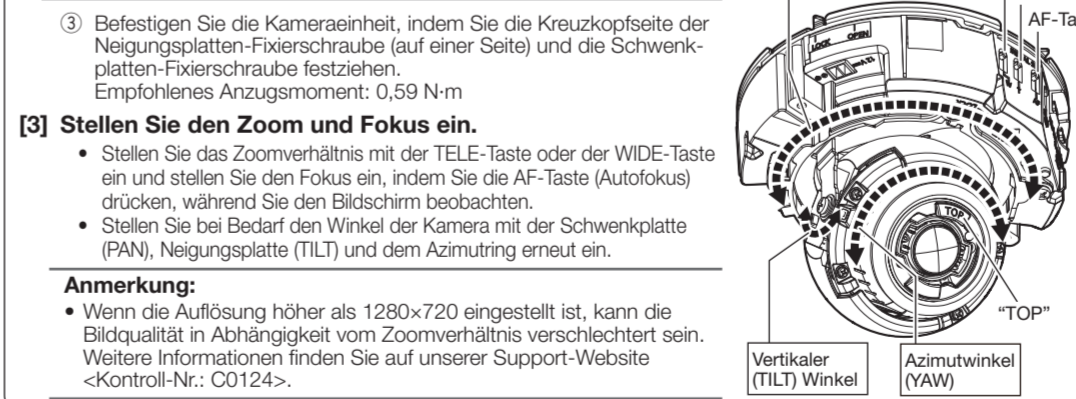 ③ Befestigen Sie die Kameraeinheit, indem Sie die Kreuzkopfseite der
Neigungsplatten-Fixierschraube (auf einer Seite) und die Schwenk-
platten-Fixierschraube festziehen.
Empfohlenes Anzugsmoment: 0,59 N·m
[3] Stellen Sie den Zoom und Fokus ein.
• Stellen Sie das Zoomverhältnis mit der TELE-Taste oder der WIDE-Taste
ein und stellen Sie den Fokus ein, indem Sie die AF-Taste (Autofokus)
drücken, während Sie den Bildschirm beobachten.
• Stellen Sie bei Bedarf den Winkel der Kamera mit der Schwenkplatte
(PAN), Neigungsplatte (TILT) und dem Azimutring erneut ein.
Anmerkung:
• Wenn die Auflösung höher als 1280×720 eingestellt ist, kann die
Bildqualität in Abhängigkeit vom Zoomverhältnis verschlechtert sein.
Weitere Informationen finden Sie auf unserer Support-Website
<Kontroll-Nr.: C0124>.
AF-Ta
LOCK OPEN
TOP
"TOP"
Vertikaler
(TILT) Winkel
Azimutwinkel
(YAW)